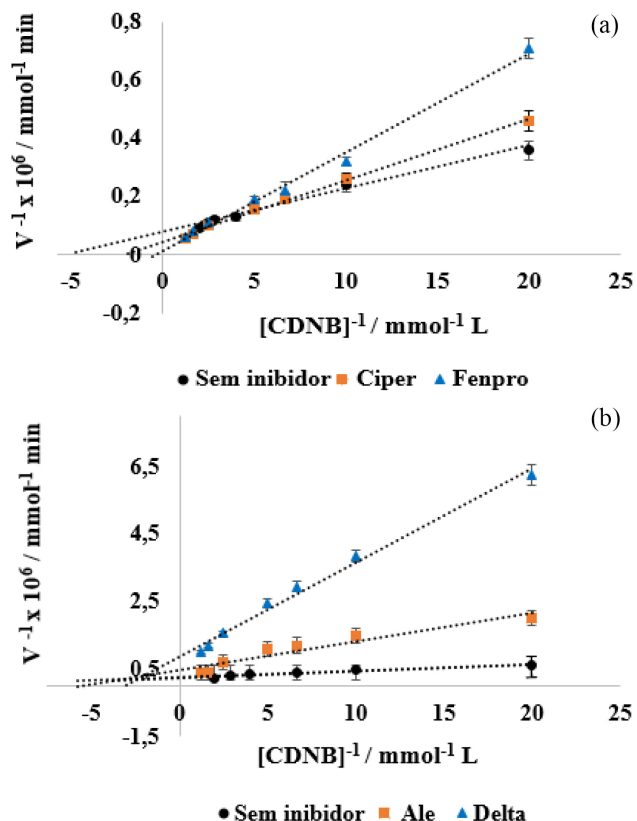 (a)
0,8
0,6
0,4
0,2
0
-0,2
V⁻¹ x 10⁶ / mmol⁻¹ min
-5 0 5 10 15 20 25
[CDNB]⁻¹ / mmol⁻¹ L
Sem inibidor Ciper Fenpro
(b)
6,5
4,5
2,5
0,5
-1,5
V⁻¹ x 10⁶ / mmol⁻¹ min
-5 0 5 10 15 20 25
[CDNB]⁻¹ / mmol⁻¹ L
Sem inibidor Ale Delta